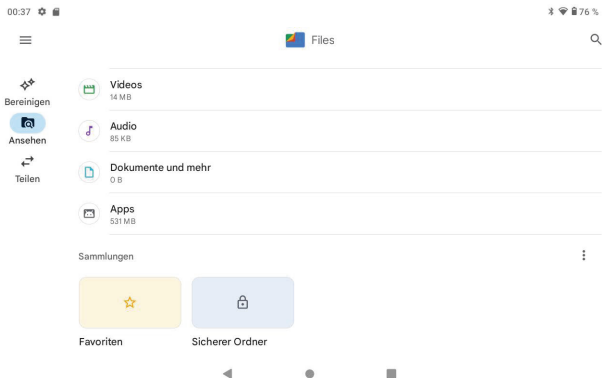 00:37
76 %
Files
Bereinigen
Ansehen
Teilen
Videos
14 MB
Audio
85 KB
Dokumente und mehr
0 B
Apps
531 MB
Sammlungen
Favoriten
Sicherer Ordner